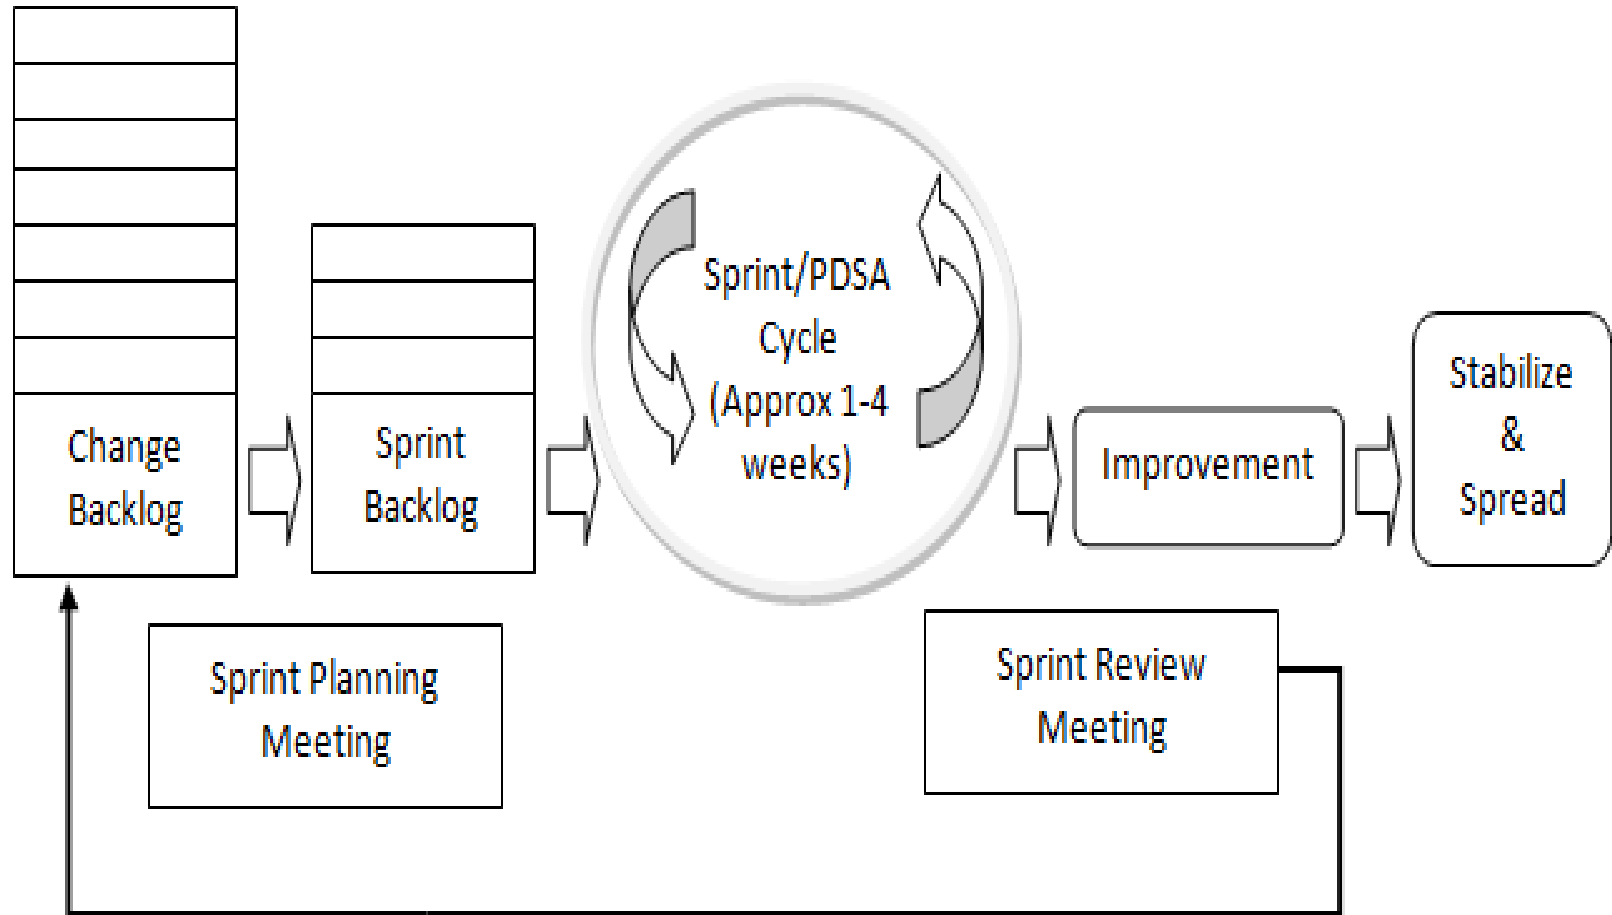 Change
Backlog
Sprint
Backlog
Sprint/PDSA
Cycle
(Approx 1-4
weeks)
Improvement
Stabilize
&
Spread
Sprint Planning
Meeting
Sprint Review
Meeting